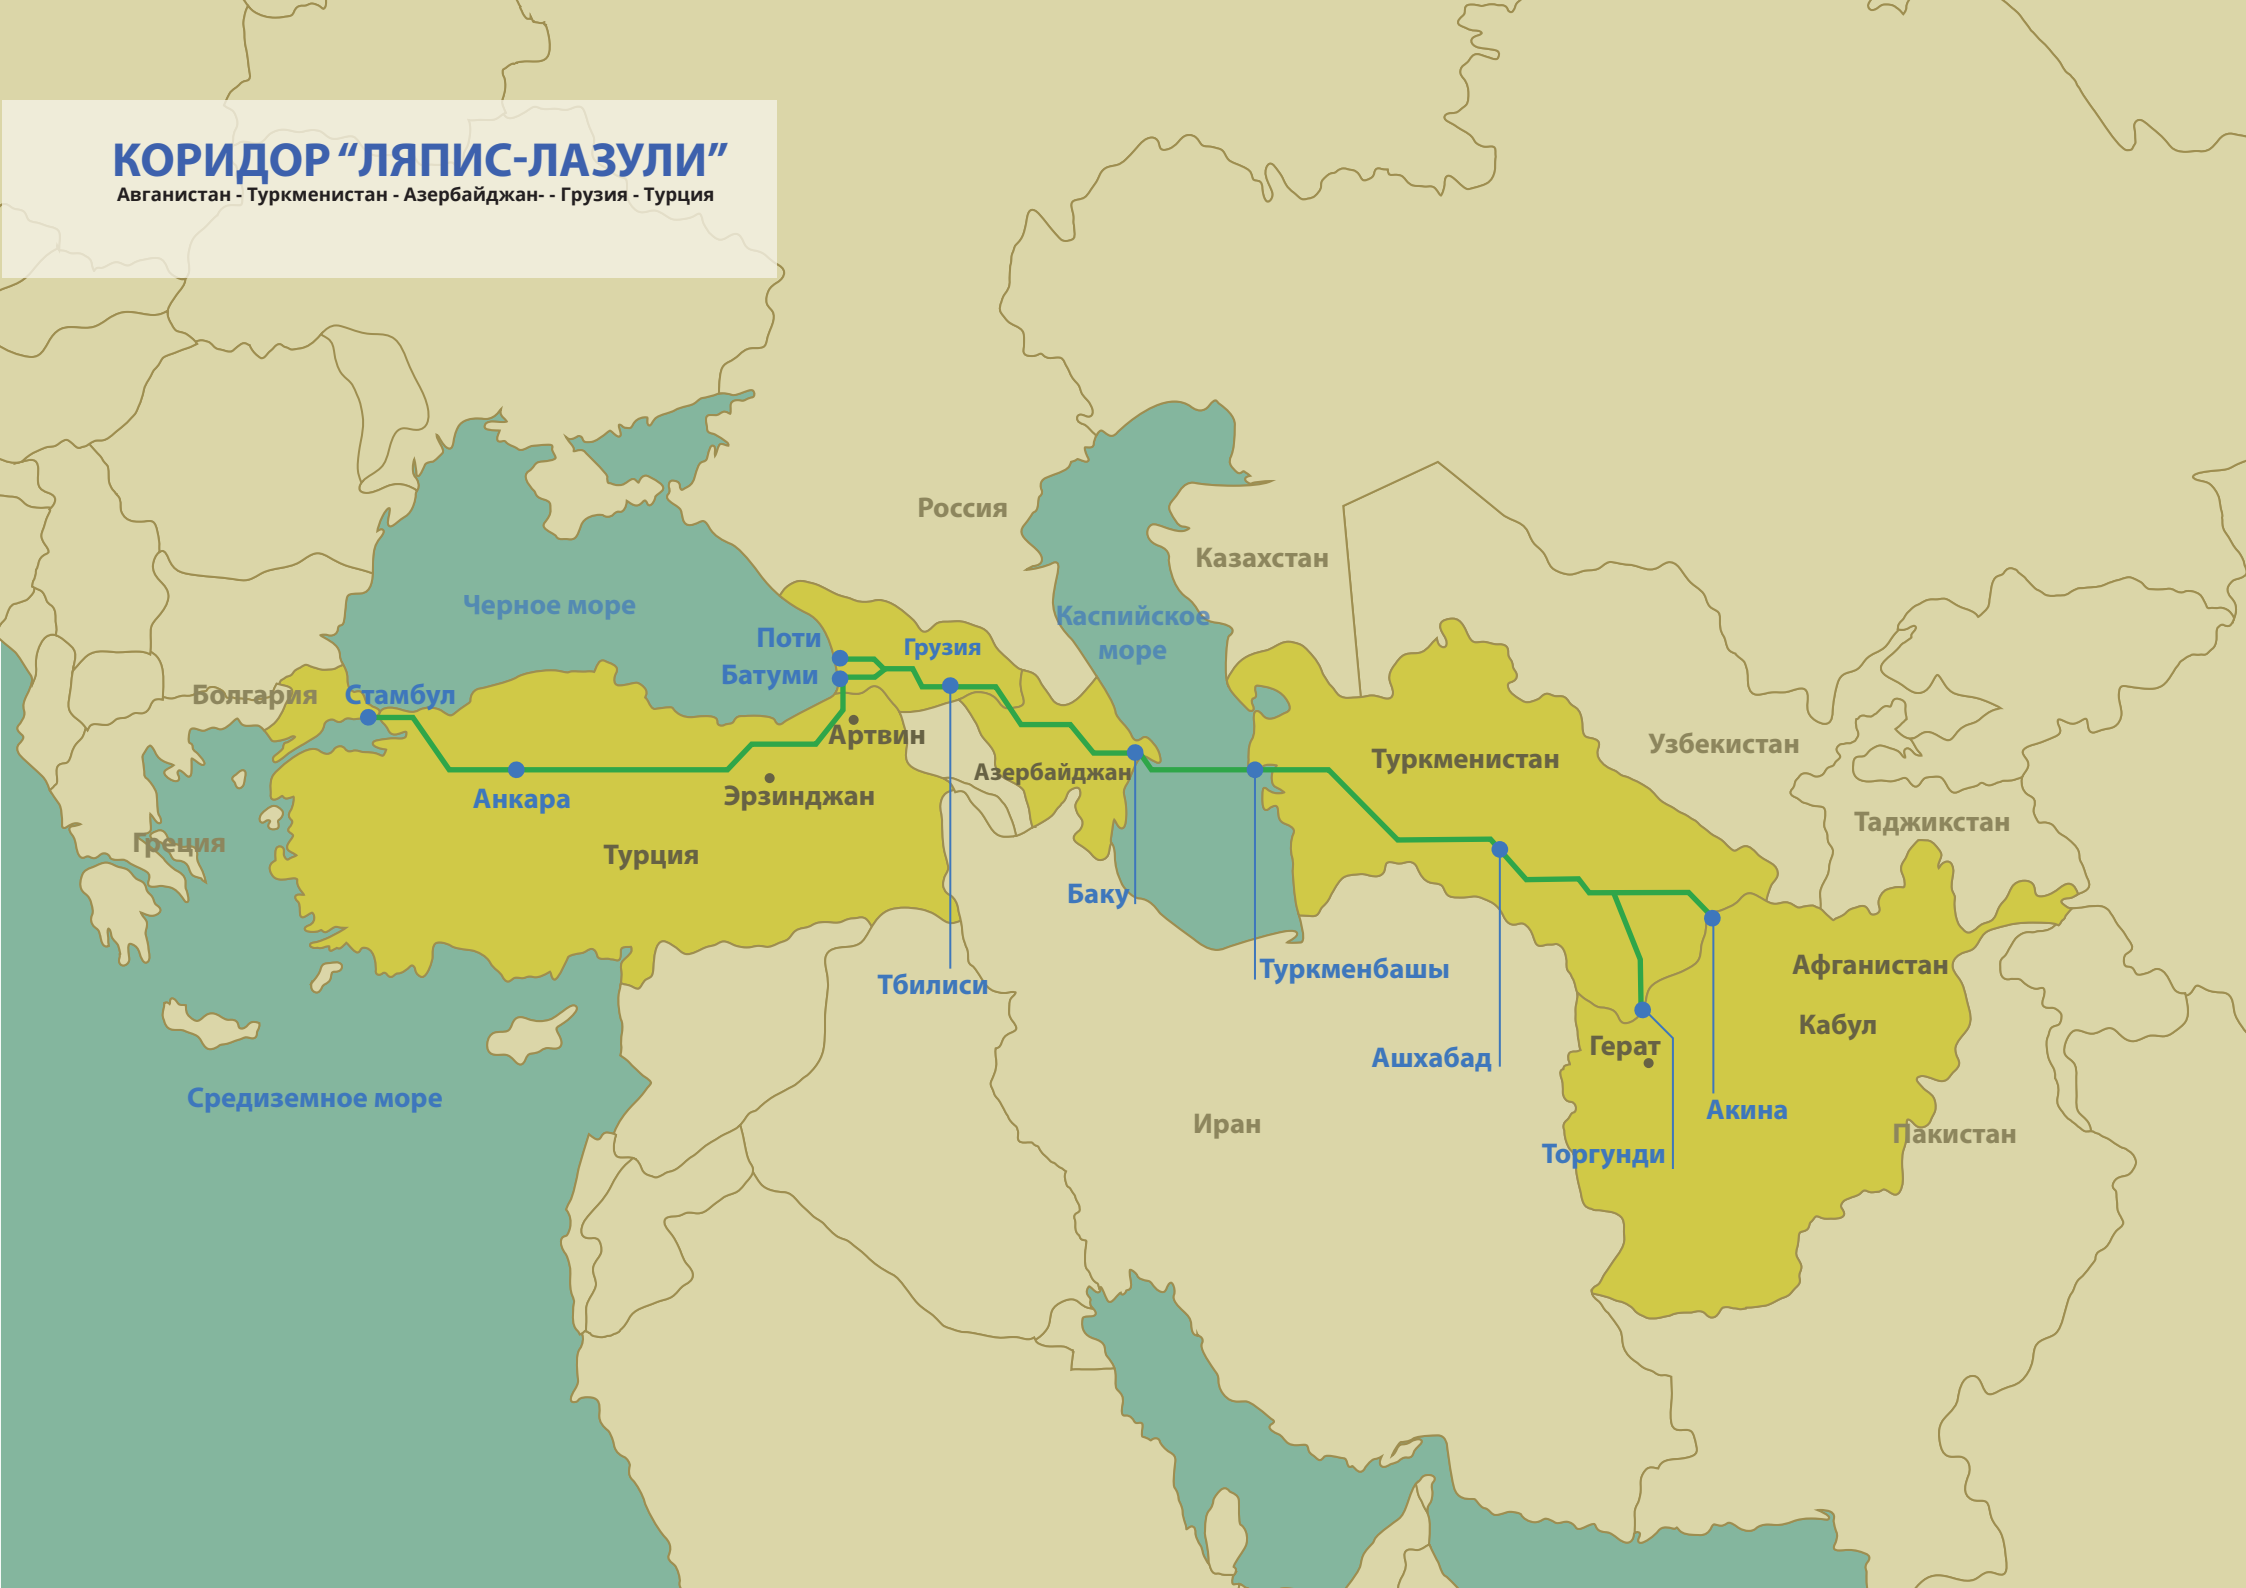 КОРИДОР “ЛЯПИС-ЛАЗУЛИ”
Авганистан - Туркменистан - Азербайджан- - Грузия - Турция
Россия
Казахстан
Черное море
Каспийское
море
Поти
Грузия
Батуми
Болгария
Стамбул
Артвин
Узбекистан
Туркменистан
Азербайджан
Анкара
Эрзинджан
Таджикистан
Греция
Турция
Баку
Афганистан
Туркменбашы
Тбилиси
Кабул
Герат
Ашхабад
Средиземное море
Акина
Иран
Пакистан
Торгунди